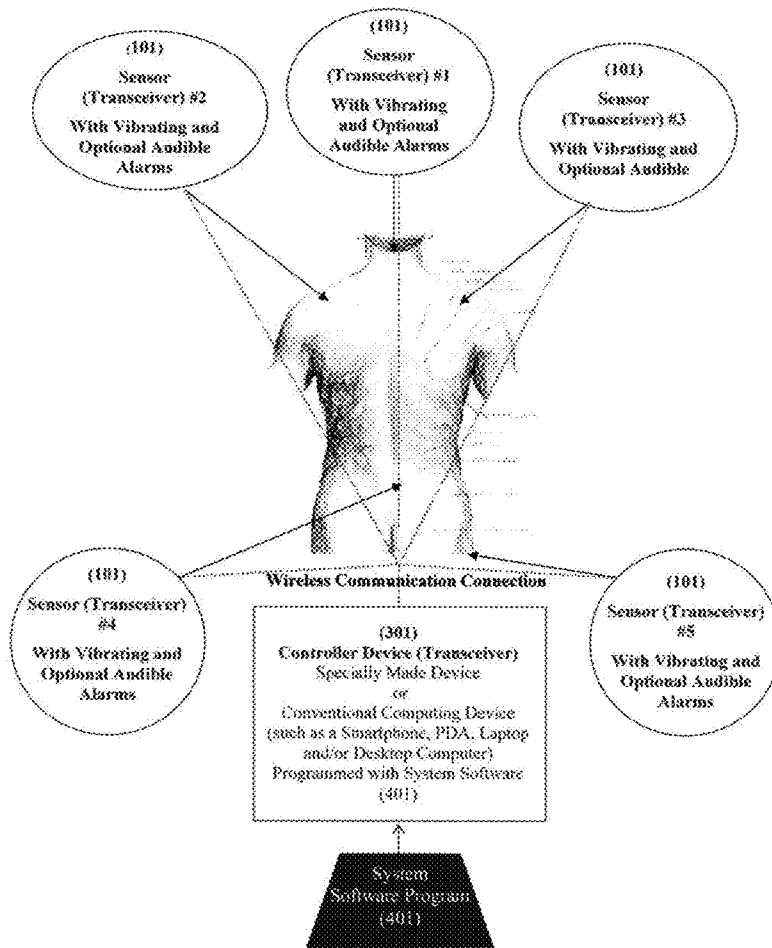 (101)
Sensor
(Transceiver) #2
With Vibrating and
Optional Audible
Alarms
(101)
Sensor
(Transceiver) #1
With Vibrating
and Optional
Audible Alarms
(101)
Sensor
(Transceiver) #3
With Vibrating and
Optional Audible
(101)
Sensor (Transceiver)
#4
With Vibrating and
Optional Audible
Alarms
Wireless Communication Connection
(101)
Sensor (Transceiver)
#5
With Vibrating and
Optional Audible
Alarms
(301)
Controller Device (Transceiver)
Specially Made Device
or
Conventional Computing Device
(such as a Smartphone, PDA, Laptop
and/or Desktop Computer)
Programmed with System Software
(401)
System
Software Program
(401)